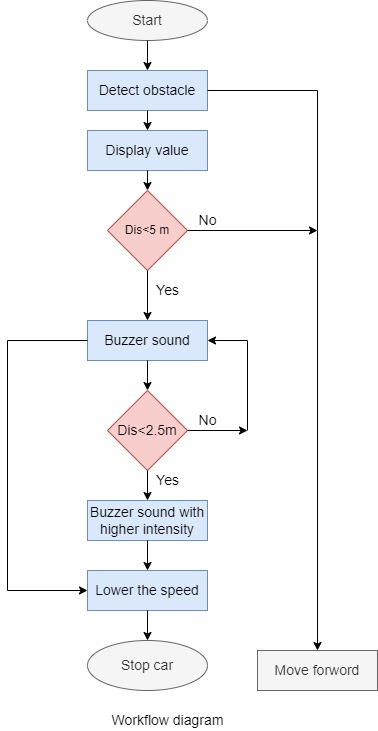 Start
Detect obstacle
Display value
Dis<5 m
No
Yes
Buzzer sound
Dis<2.5m
No
Yes
Buzzer sound with
higher intensity
Lower the speed
Stop car
Move forword
Workflow diagram